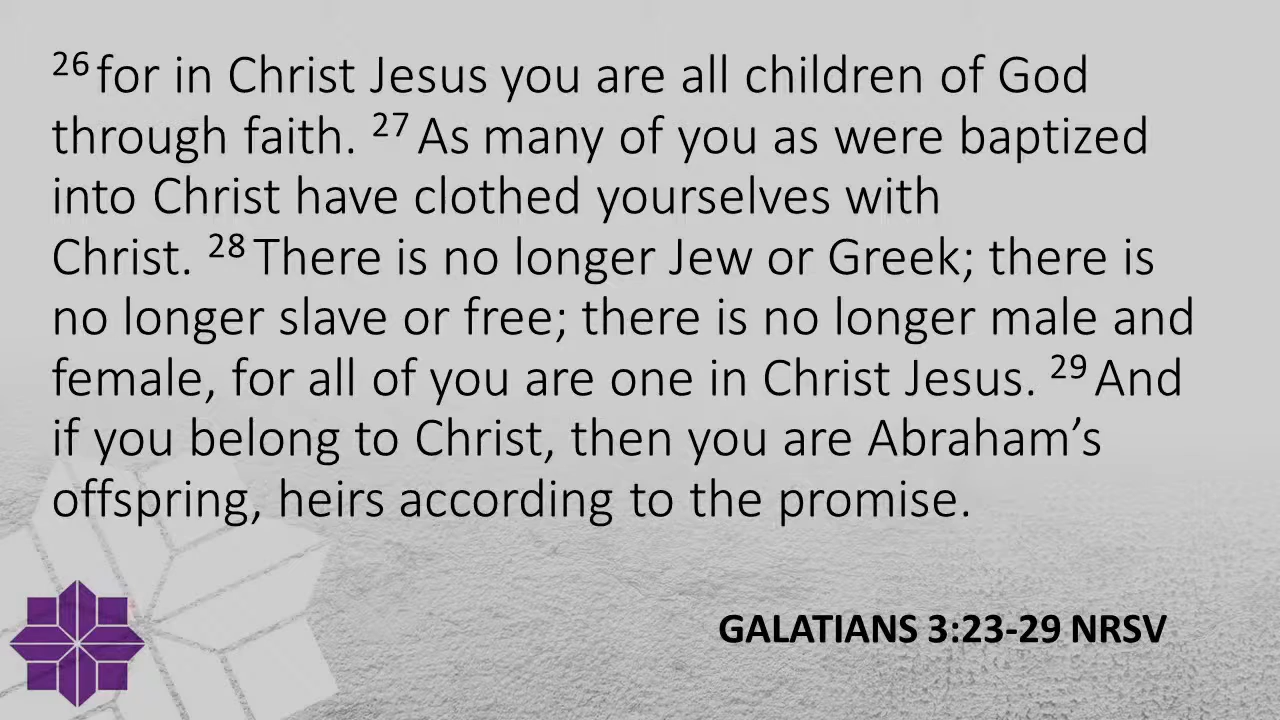 26 for in Christ Jesus you are all children of God
through faith. 27 As many of you as were baptized
into Christ have clothed yourselves with
Christ. 28 There is no longer Jew or Greek; there is
no longer slave or free; there is no longer male and
female, for all of you are one in Christ Jesus. 29 And
if you belong to Christ, then you are Abraham’s
offspring, heirs according to the promise.
GALATIANS 3:23-29 NRSV